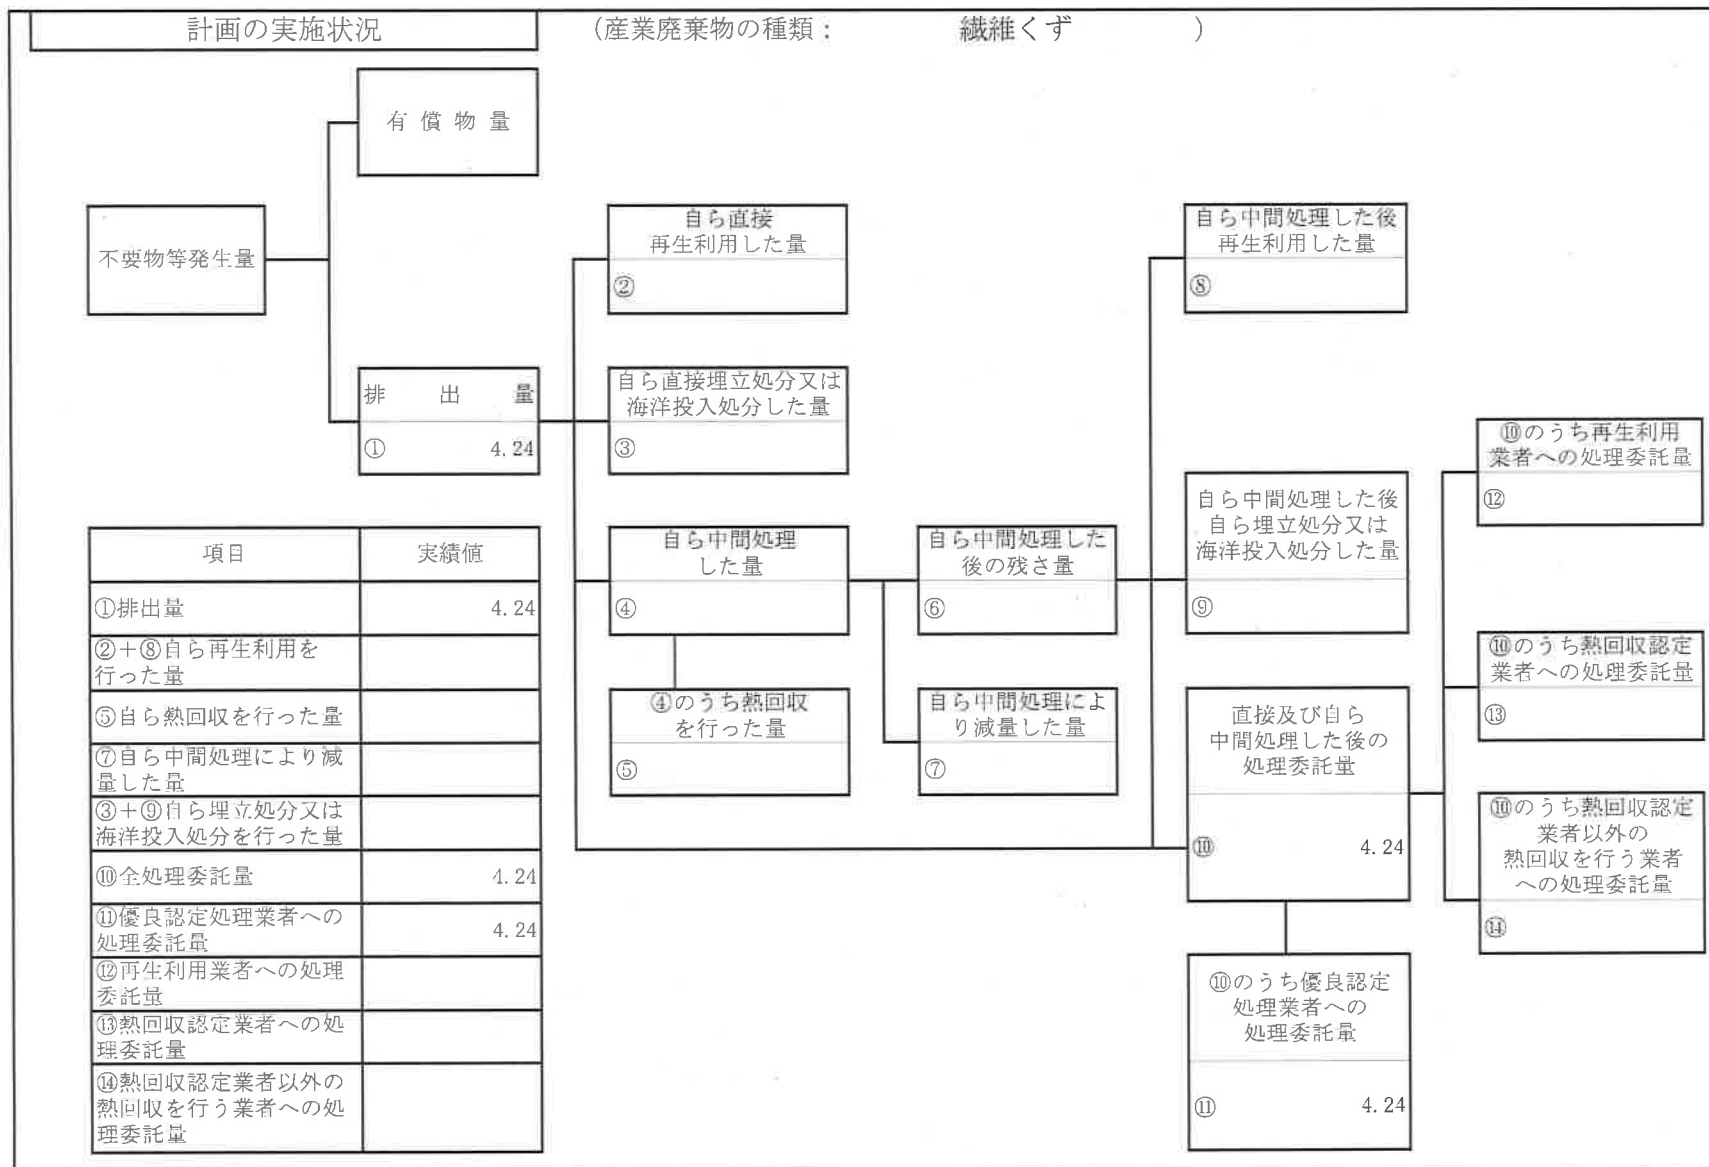 計画の実施状況
(産業廃棄物の種類： 繊維くず )
有償物量
不要物等発生量
排出量
① 4.24
自ら直接
再生利用した量
②
自ら直接埋立処分又は
海洋投入処分した量
③
自ら中間処理
した量
④
④のうち熱回収
を行った量
⑤
自ら中間処理した
後の残さ量
⑥
自ら中間処理によ
り減量した量
⑦
自ら中間処理した後
再生利用した量
⑧
自ら中間処理した後
自ら埋立処分又は
海洋投入処分した量
⑨
直接及び自ら
中間処理した後の
処理委託量
⑩ 4.24
⑩のうち優良認定
処理業者への
処理委託量
⑪ 4.24
⑩のうち再生利用
業者への処理委託量
⑫
⑩のうち熱回収認定
業者への処理委託量
⑬
⑩のうち熱回収認定
業者以外の
熱回収を行う業者
への処理委託量
⑭
項目 実績値
①排出量 4.24
②＋⑧自ら再生利用を
行った量
⑤自ら熱回収を行った量
⑦自ら中間処理により減
量した量
③＋⑨自ら埋立処分又は
海洋投入処分を行った量
⑩全処理委託量 4.24
⑪優良認定処理業者への
処理委託量 4.24
⑫再生利用業者への処理
委託量
⑬熱回収認定業者への処
理委託量
⑭熱回収認定業者以外の
熱回収を行う業者への処
理委託量